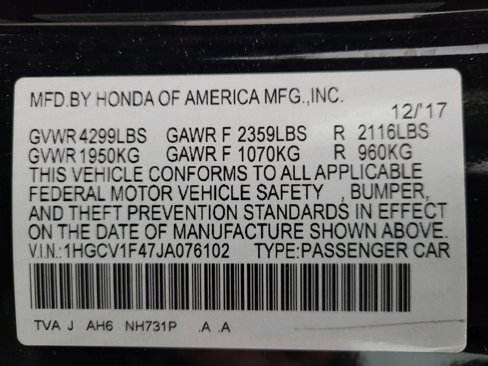 MFD.BY HONDA OF AMERICA MFG.,INC.
12/'17
GVWR 4299LBS GAWR F 2359LBS R 2116LBS
GVWR 1950KG GAWR F 1070KG R 960KG
THIS VEHICLE CONFORMS TO ALL APPLICABLE
FEDERAL MOTOR VEHICLE SAFETY , BUMPER,
AND THEFT PREVENTION STANDARDS IN EFFECT
ON THE DATE OF MANUFACTURE SHOWN ABOVE.
V.I.N.: 1HGCV1F47JA076102 TYPE:PASSENGER CAR
TVA J AH6 NH731P .A .A